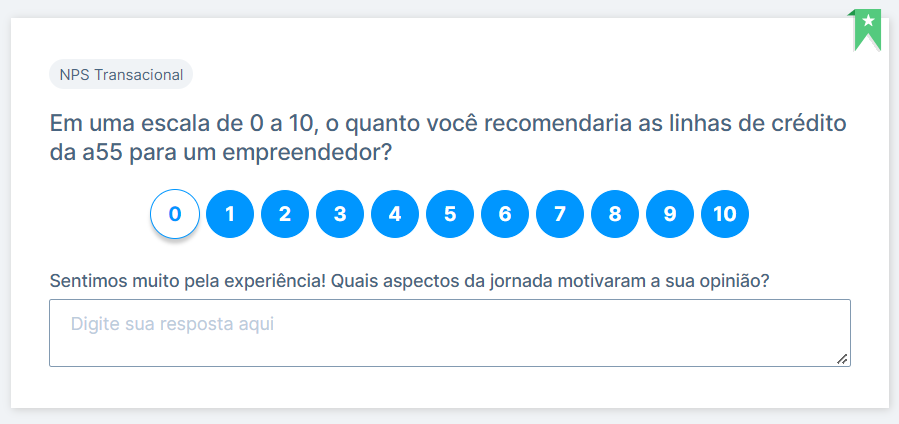 NPS Transacional
Em uma escala de 0 a 10, o quanto você recomendaria as linhas de crédito
da a55 para um empreendedor?
0 1 2 3 4 5 6 7 8 9 10
Sentimos muito pela experiência! Quais aspectos da jornada motivaram a sua opinião?
Digite sua resposta aqui